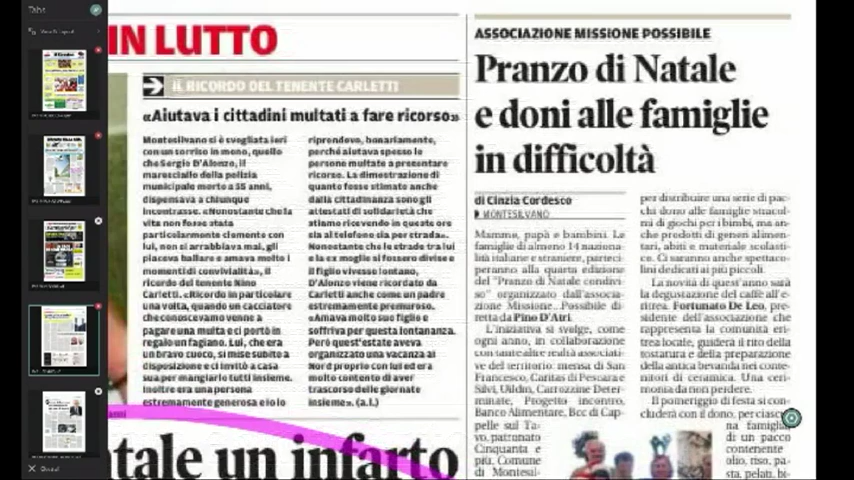 Tabs
IN LUTTO
IL RICORDO DEL TENENTE CARLETTI
«Aiutava i cittadini multati a fare ricorso»
Montesilvano si è svegliata ieri
con un sorriso in meno, quello
che Sergio D'Alonzo, il
maresciallo della polizia
municipale morto a 55 anni,
dispensava a chiunque
incontrasse. «Nonostante che la
vita non fosse stata
particolarmente clemente con
lui, non si arrabbiava mai, gli
piaceva ballare e amava molto i
momenti di convivialità», il
ricordo del tenente Nino
Carletti. «Ricordo in particolare
una volta, quando un cacciatore
che conoscevamo venne a
pagare una multa e ci portò in
regalo un fagiano. Lui, che era
un bravo cuoco, si mise subito a
disposizione e ci invitò a casa
sua per mangiarlo tutti insieme.
Inoltre era una persona
estremamente generosa e io lo
riprendevo, bonariamente,
perché aiutava spesso le
persone multate a presentare
ricorso. La dimostrazione di
quanto fosse stimato anche
dalla cittadinanza sono gli
attestati di solidarietà che
stiamo ricevendo in queste ore
sia al telefono sia per strada».
Nonostante che le strade tra lui
e la ex moglie si fossero divise e
il figlio vivesse lontano,
D'Alonzo viene ricordato da
Carletti anche come un padre
estremamente premuroso.
«Amava molto suo figlio e
soffriva per questa lontananza.
Però quest'estate aveva
organizzato una vacanza al
Nord proprio con lui ed era
molto contento di aver
trascorso delle giornate
insieme». (a.l.)
tale un infarto
ASSOCIAZIONE MISSIONE POSSIBILE
Pranzo di Natale
e doni alle famiglie
in difficoltà
di Cinzia Cordesco
MONTESILVANO
Mamme, papà e bambini. Le
famiglie di almeno 14 naziona-
lità italiane e straniere, parteci-
peranno alla quarta edizione
del "Pranzo di Natale condivi-
so" organizzato dall'associa-
zione Missione...Possibile di-
retta da Pino D'Atri.
L'iniziativa si svolge, come
ogni anno, in collaborazione
con tante altre realtà associati-
ve del territorio: mensa di San
Francesco, Caritas di Pescara e
Silvi, Uildm, Carrozzine Deter-
minate, Progetto incontro,
Banco Alimentare, Bcc di Cap-
pelle sul Ta-
vo, patronato
Cinquanta e
più, Comune
di Montesil-
per distribuire una serie di pac-
chi dono alle famiglie stracol-
mi di giochi per i bimbi, ma an-
che prodotti di generi alimen-
tari, abiti e materiale scolasti-
co. Ci saranno anche spettaco-
lini dedicati ai più piccoli.
La novità di quest'anno sarà
la degustazione del caffè all'e-
ritrea. Fortunato De Leo, pre-
sidente dell'associazione che
rappresenta la comunità eri-
trea locale, guiderà il rito della
tostatura e della preparazione
della antica bevanda nei conte-
nitori di ceramica. Una ceri-
monia da non perdere.
Il pomeriggio di festa si con-
cluderà con il dono, per ciascu
na famiglia
di un pacco
contenente
olio, riso, pa-
sta, pelati, bi-